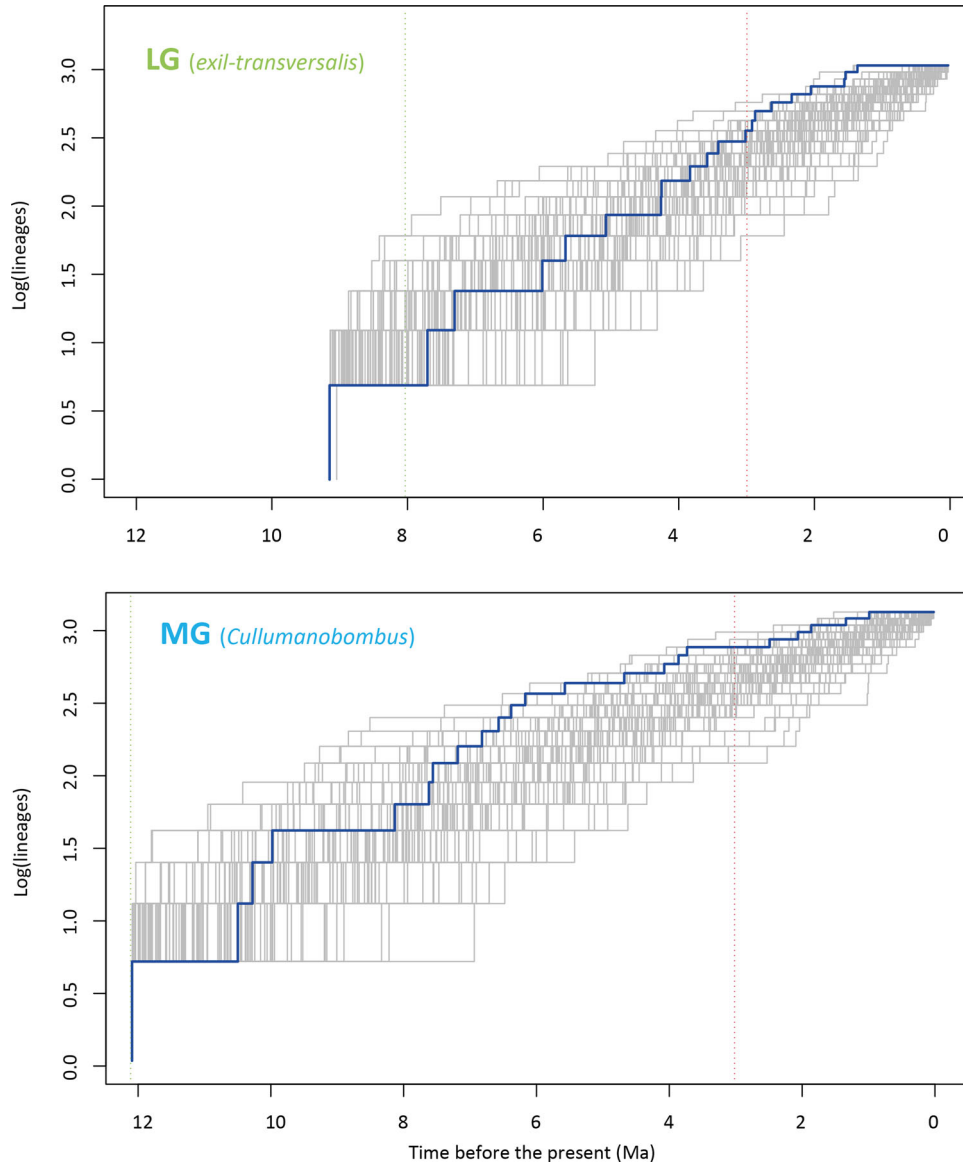 LG (exil-transversalis)
Log(lineages)
3.0
2.5
2.0
1.5
1.0
0.5
0.0
12 10 8 6 4 2 0
MG (Cullumanobombus)
Log(lineages)
3.0
2.5
2.0
1.5
1.0
0.5
0.0
12 10 8 6 4 2 0
Time before the present (Ma)